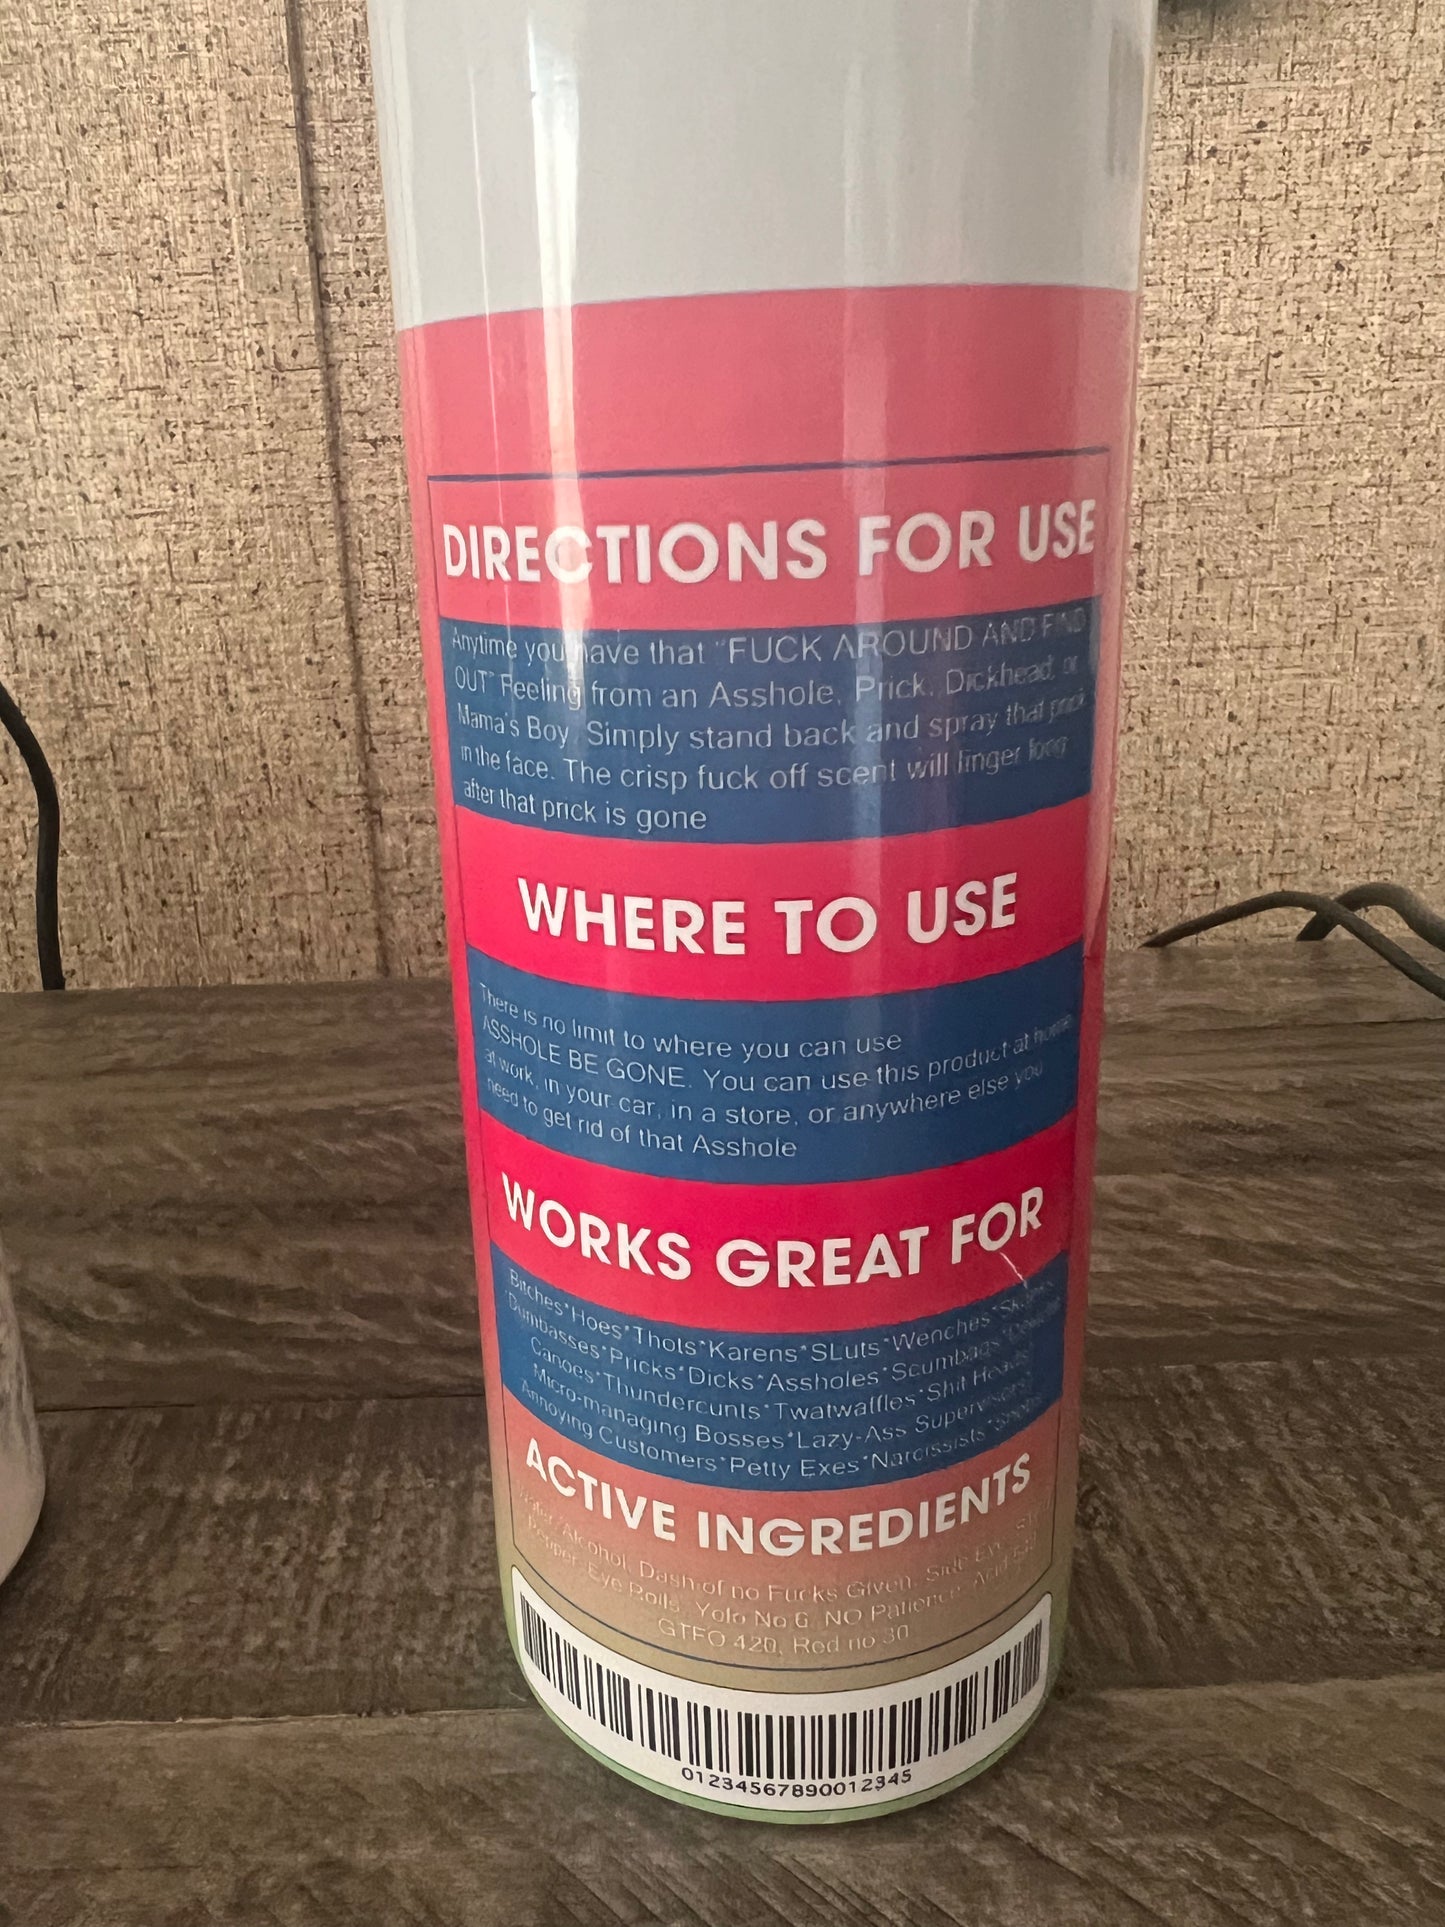 DIRECTIONS FOR USE
Anytime you have that "FUCK AROUND AND FIND
OUT" Feeling from an Asshole, Prick, Dickhead, or
Mama's Boy. Simply stand back and spray that prick
in the face. The crisp fuck off scent will linger long
after that prick is gone
WHERE TO USE
There is no limit to where you can use
ASSHOLE BE GONE. You can use this product at home,
at work, in your car, in a store, or anywhere else you
need to get rid of that Asshole
WORKS GREAT FOR
Bitches*Hoes*Thots*Karens*SLuts*Wenches*
Dumbasses*Pricks*Dicks*Assholes*Scumbags*
Canoes*Thundercunts*Twatwaffles*Shit Heads*
Micro-managing Bosses*Lazy-Ass Supervisors*
Annoying Customers*Petty Exes*Narcissists*
ACTIVE INGREDIENTS
Water, Alcohol, Dash of no Fucks Given, Side Eye,
Pepper, Eye Rolls, Yolo No 6, NO Patience, Acid
GTFO 420, Red no 30
01234567890012345